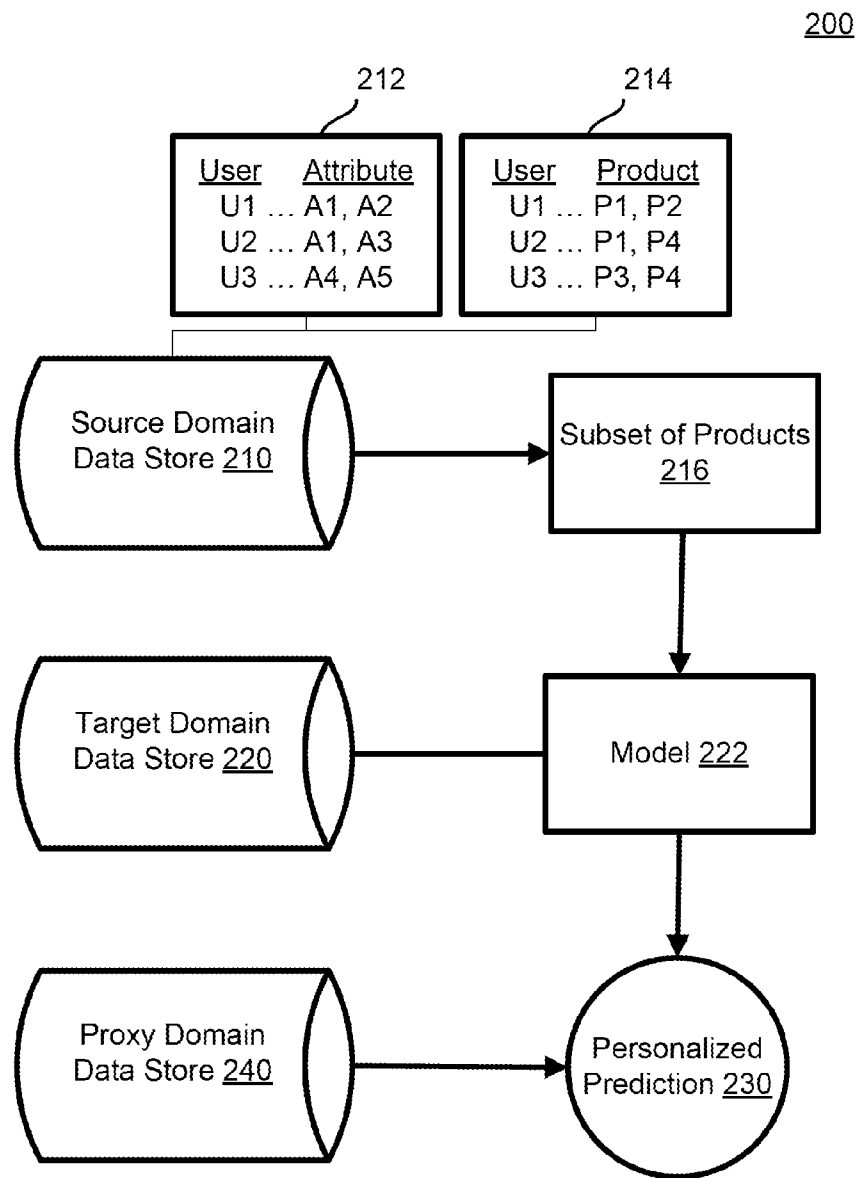 200
212
214
User Attribute
U1 ... A1, A2
U2 ... A1, A3
U3 ... A4, A5
User Product
U1 ... P1, P2
U2 ... P1, P4
U3 ... P3, P4
Source Domain
Data Store 210
Subset of Products
216
Target Domain
Data Store 220
Model 222
Proxy Domain
Data Store 240
Personalized
Prediction 230